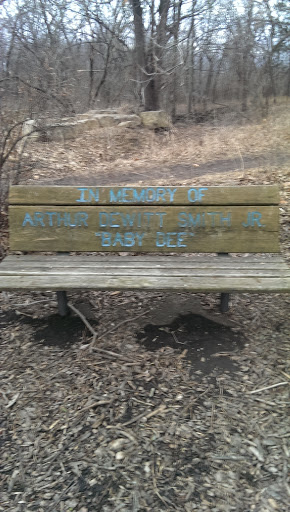 IN MEMORY OF
ARTHUR DEWITT SMITH JR.
"BABY DEE"